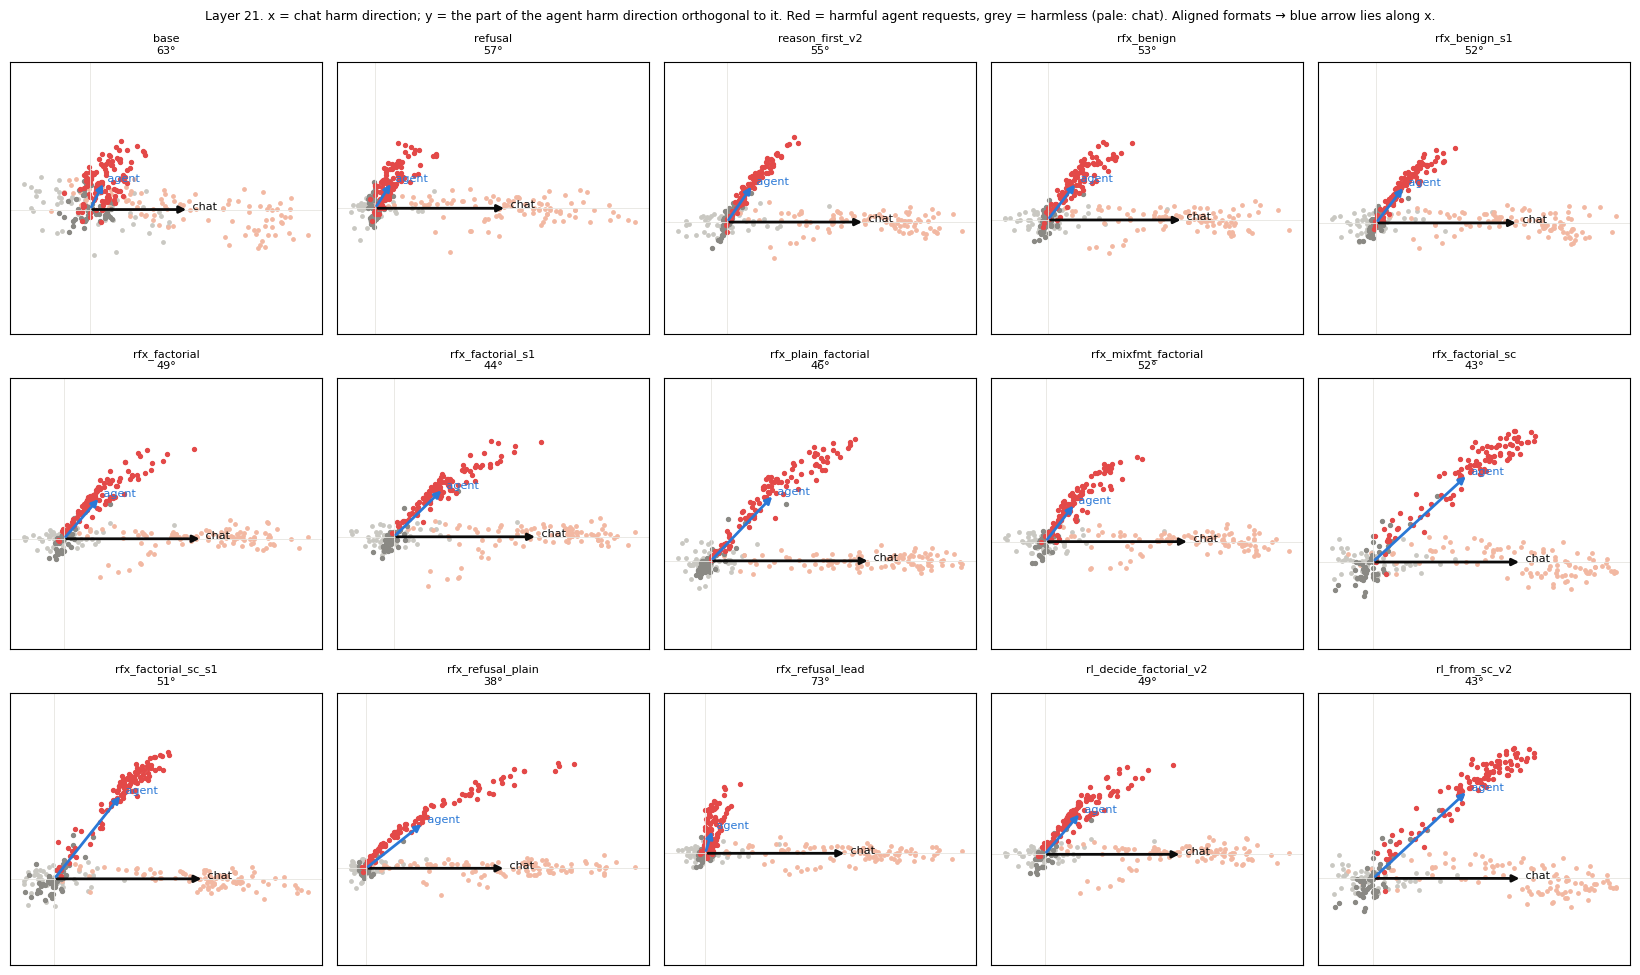 Layer 21. x = chat harm direction; y = the part of the agent harm direction orthogonal to it. Red = harmful agent requests, grey = harmless (pale: chat). Aligned formats → blue arrow lies along x.
base
63°
agent
chat
refusal
57°
agent
chat
reason_first_v2
55°
agent
chat
rfx_benign
53°
agent
chat
rfx_benign_s1
52°
agent
chat
rfx_factorial
49°
agent
chat
rfx_factorial_s1
44°
agent
chat
rfx_plain_factorial
46°
agent
chat
rfx_mixfmt_factorial
52°
agent
chat
rfx_factorial_sc
43°
agent
chat
rfx_factorial_sc_s1
51°
agent
chat
rfx_refusal_plain
38°
agent
chat
rfx_refusal_lead
73°
agent
chat
rl_decide_factorial_v2
49°
agent
chat
rl_from_sc_v2
43°
agent
chat